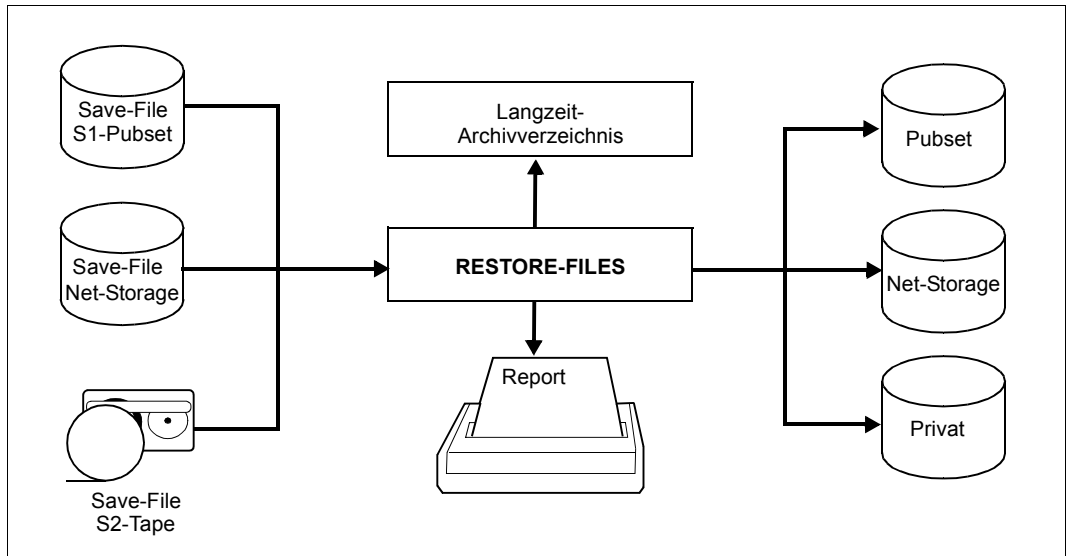 Save-File
S1-Pubset
Save-File
Net-Storage
Save-File
S2-Tape
Langzeit-
Archivverzeichnis
RESTORE-FILES
Report
Pubset
Net-Storage
Privat